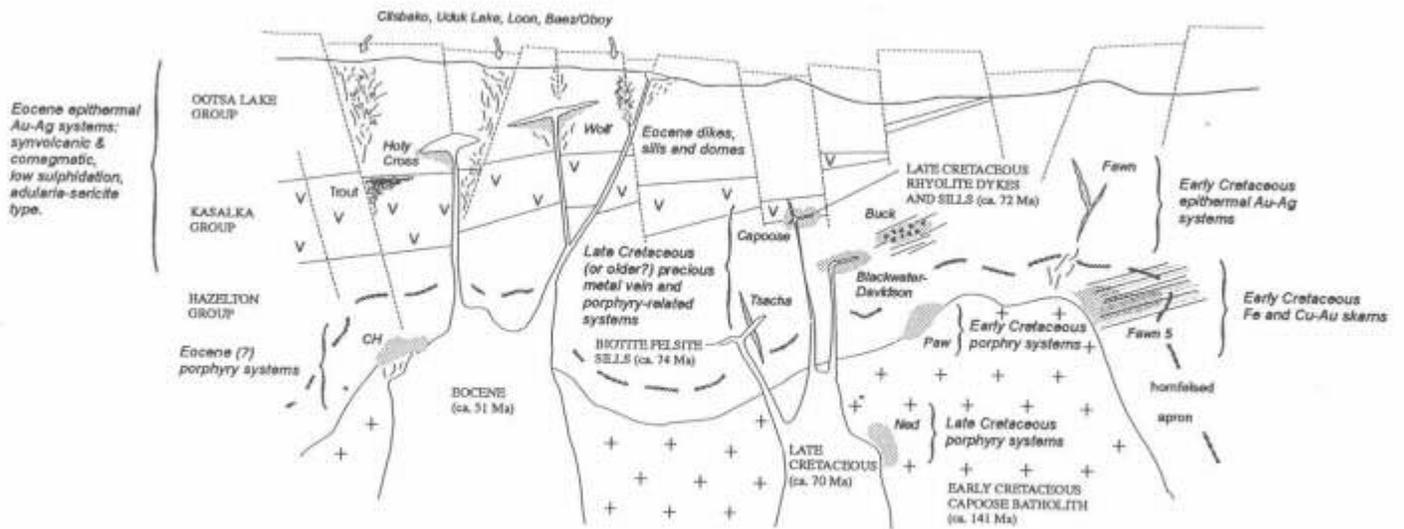 Clisbako, Uduk Lake, Loon, Baez/Oboy
Eocene epithermal
Au-Ag systems;
synvolcanic &
comagmatic,
low sulphidation,
adularia-sericite
type.
OOTSA LAKE
GROUP
KASALKA
GROUP
HAZELTON
GROUP
Holy
Cross
Trout
Wolf
Eocene dikes,
sills and domes
V V V V V V V V V V V V
LATE CRETACEOUS
RHYOLITE DYKES
AND SILLS (ca. 72 Ma)
Fawn
Early Cretaceous
epithermal Au-Ag
systems
Capoose
Buck
Late Cretaceous
(or older?) precious
metal vein and
porphyry-related
systems
Blackwater-
Davidson
Tsacha
Early Cretaceous
Fe and Cu-Au skarns
Fawn 5
Paw
Early Cretaceous
porphry systems
CH
Eocene (?)
porphyry systems
BIOTITE FELSITE
SILLS (ca. 74 Ma)
EOCENE
(ca. 51 Ma)
hornfelsed
apron
Ned
Late Cretaceous
porphyry systems
LATE
CRETACEOUS
(ca. 70 Ma)
EARLY CRETACEOUS
CAPOOSE BATHOLITH
(ca. 141 Ma)